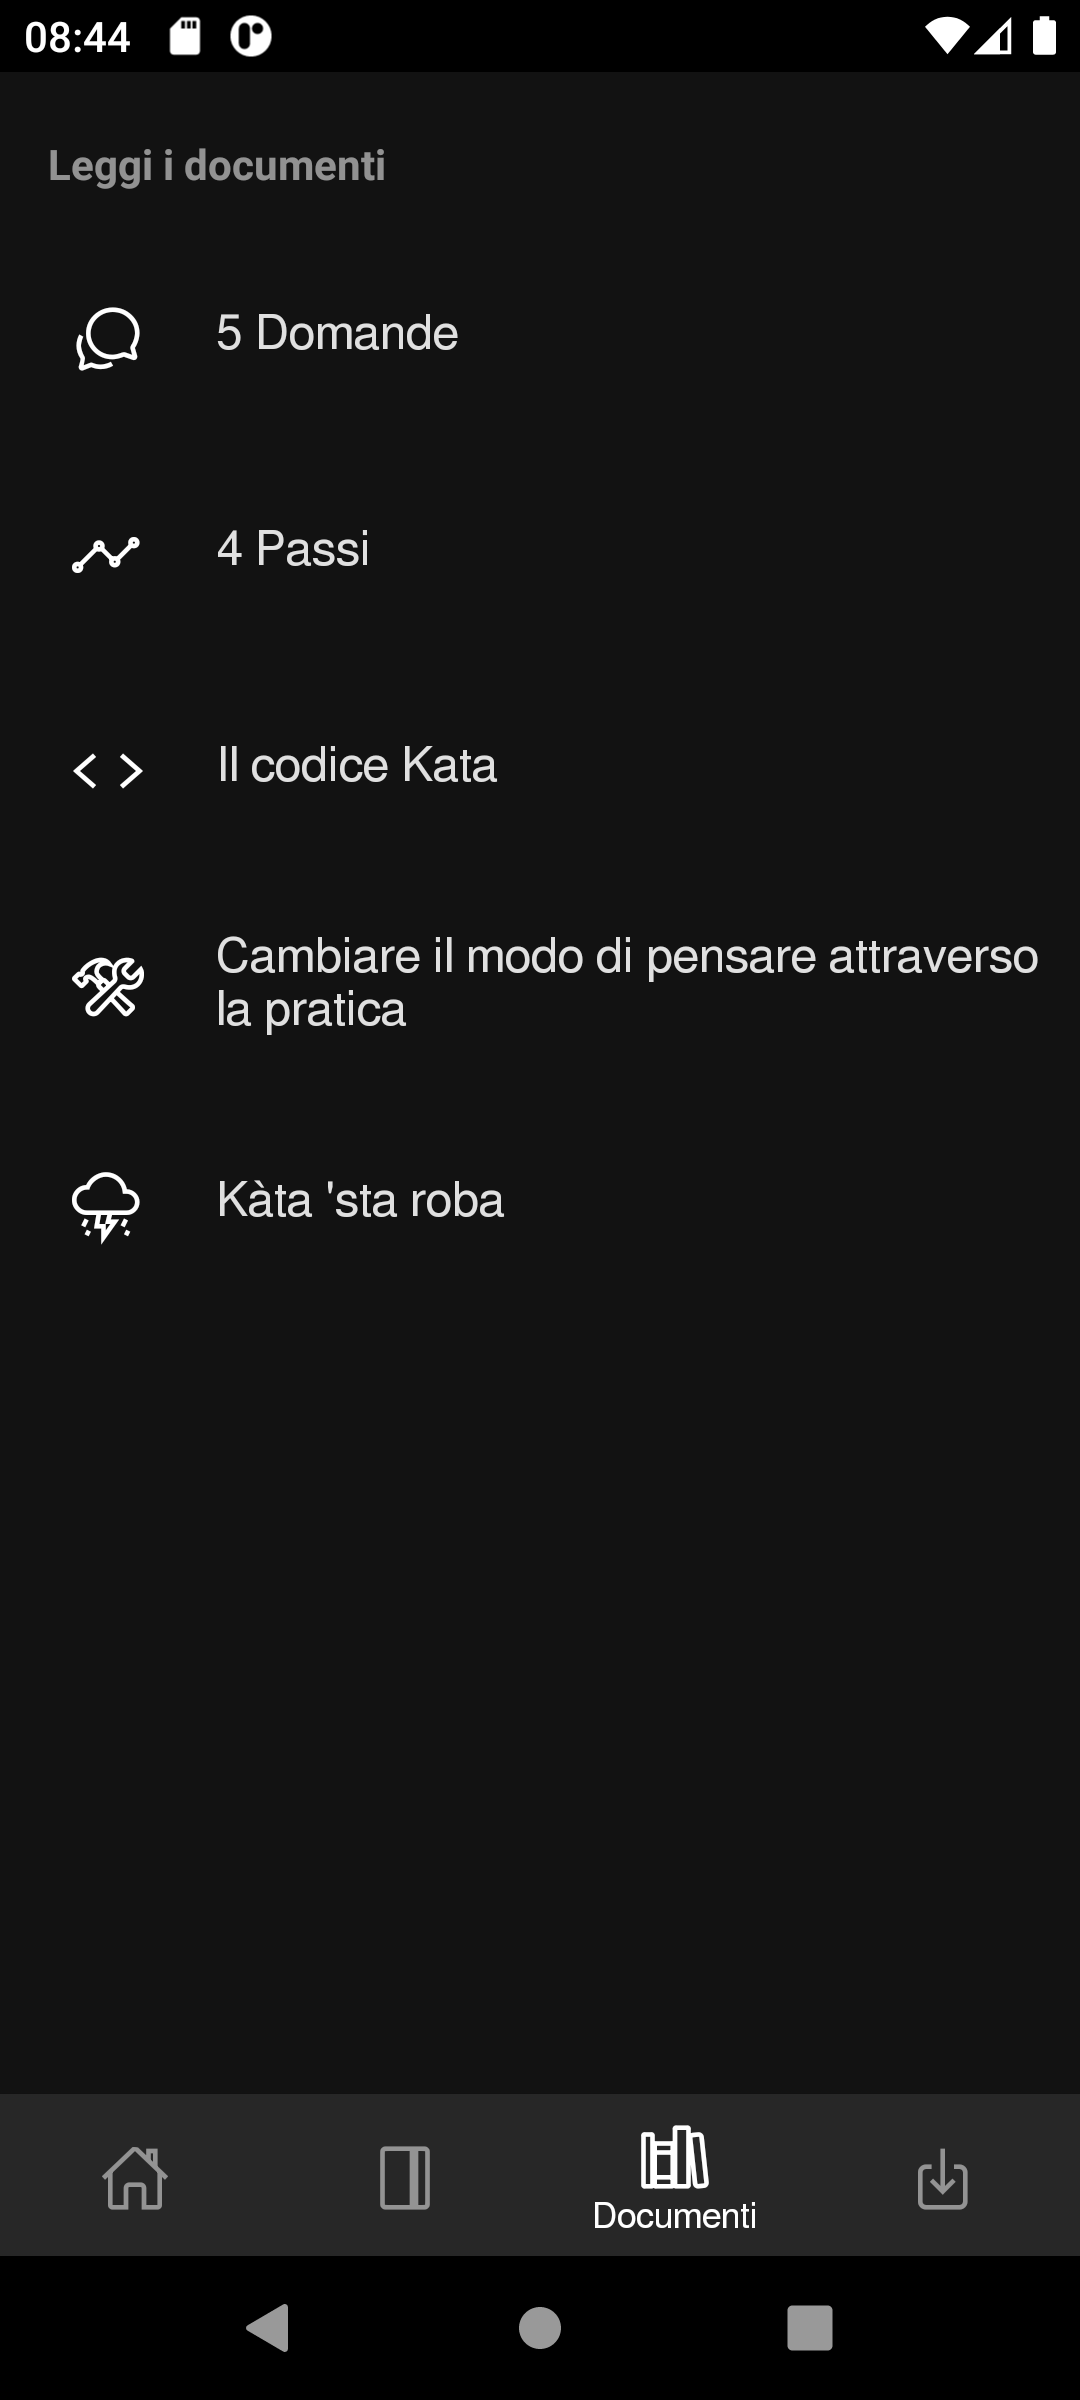 08:44
Leggi i documenti
5 Domande
4 Passi
Il codice Kata
Cambiare il modo di pensare attraverso
la pratica
Kàta 'sta roba
Documenti